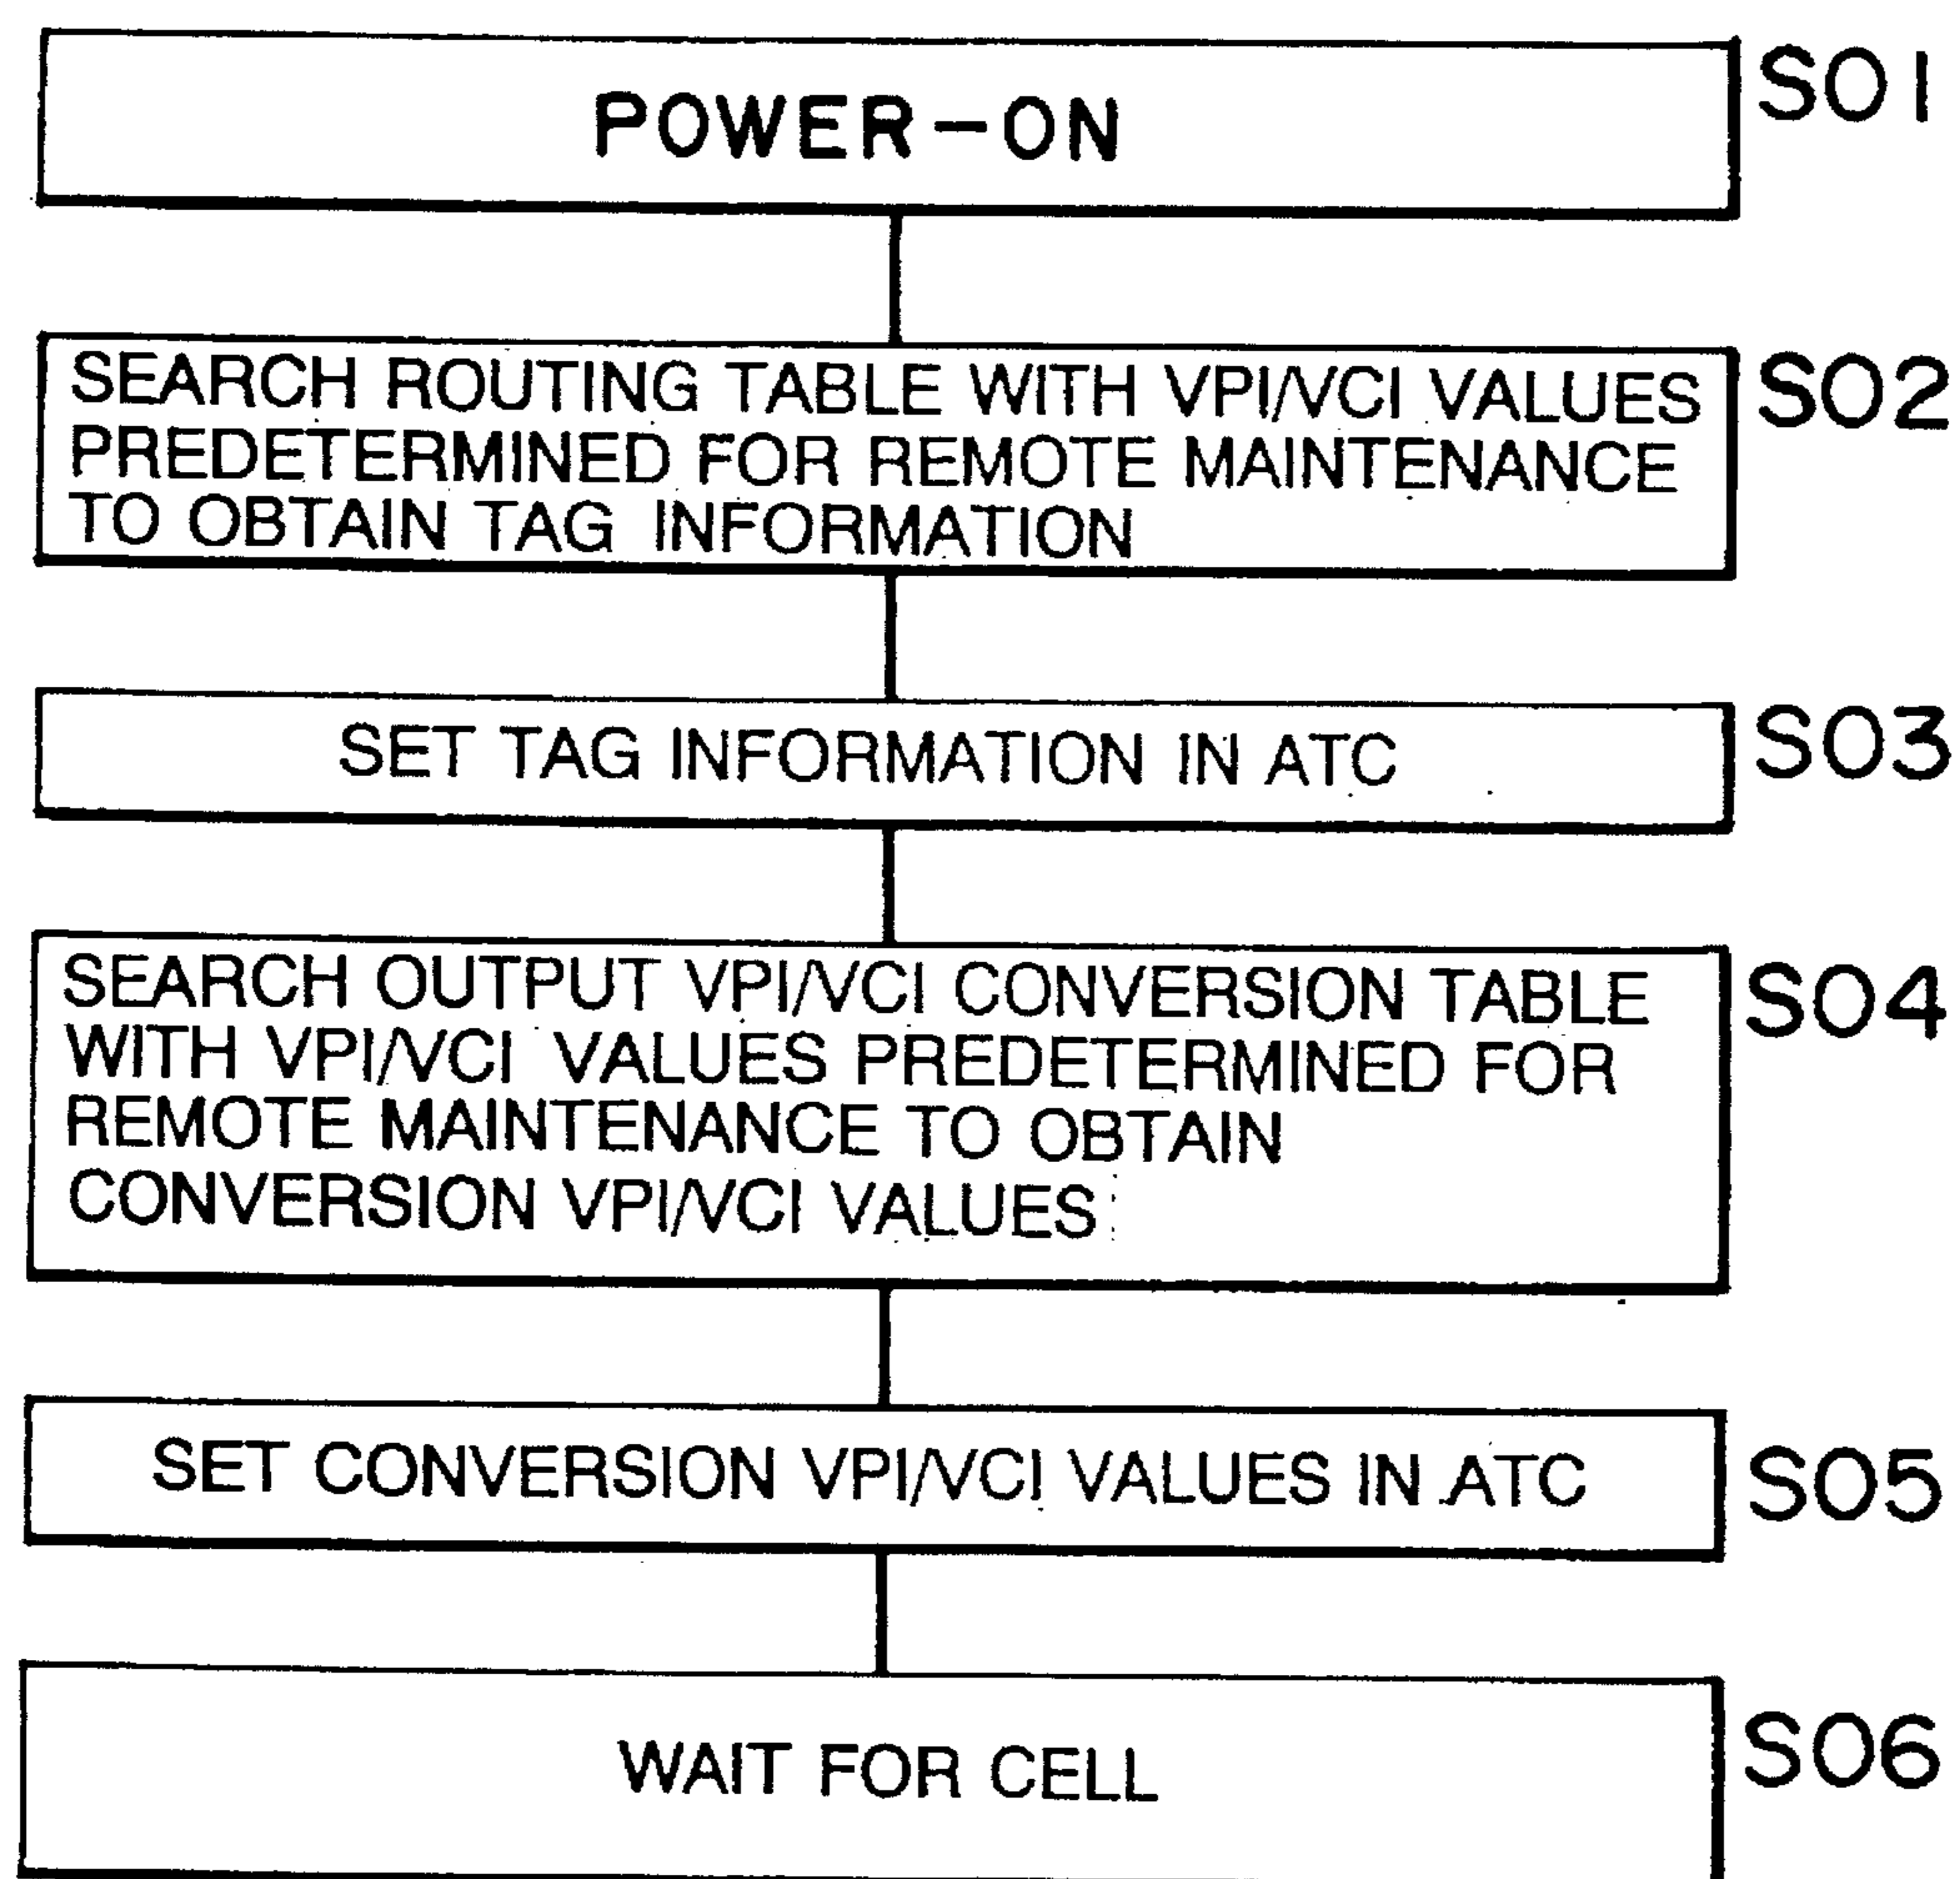 POWER-ON
S01
SEARCH ROUTING TABLE WITH VPI/VCI VALUES
PREDETERMINED FOR REMOTE MAINTENANCE
TO OBTAIN TAG INFORMATION
S02
SET TAG INFORMATION IN ATC
S03
SEARCH OUTPUT VPI/VCI CONVERSION TABLE
WITH VPI/VCI VALUES PREDETERMINED FOR
REMOTE MAINTENANCE TO OBTAIN
CONVERSION VPI/VCI VALUES
S04
SET CONVERSION VPI/VCI VALUES IN ATC
S05
WAIT FOR CELL
S06